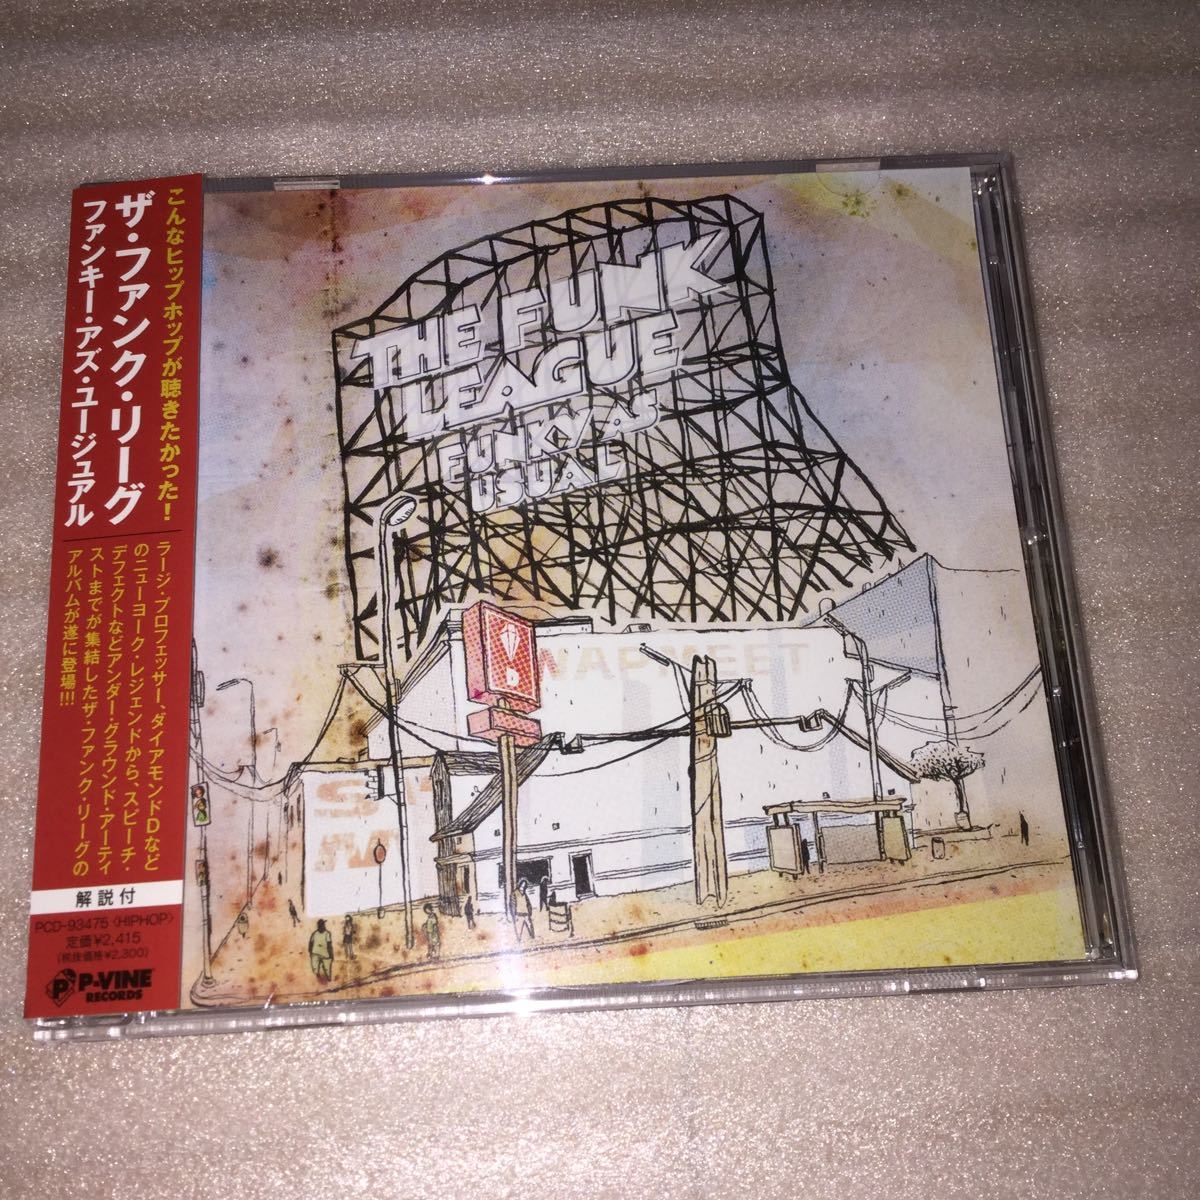 こんなヒップホップが聴きたかった!
ザ・ファンク・リーグ
ファンキー・アズ・ユージュアル
ラージ・プロフェッサー、ダイアモンドDなど
のニューヨーク・レジェンドから、スピーチ・
デフェクトなどアンダー・グラウンド・アーティ
ストまでが集結したザ・ファンク・リーグの
アルバムが遂に登場!!!
解説付
PCD-93475〈HIPHOP〉
定価¥2,415
(税抜価格¥2,300)
P P-VINE
RECORDS
THE FUNK
LEAGUE
FUNKY AS
USUAL
WAP MEET
D
S
M